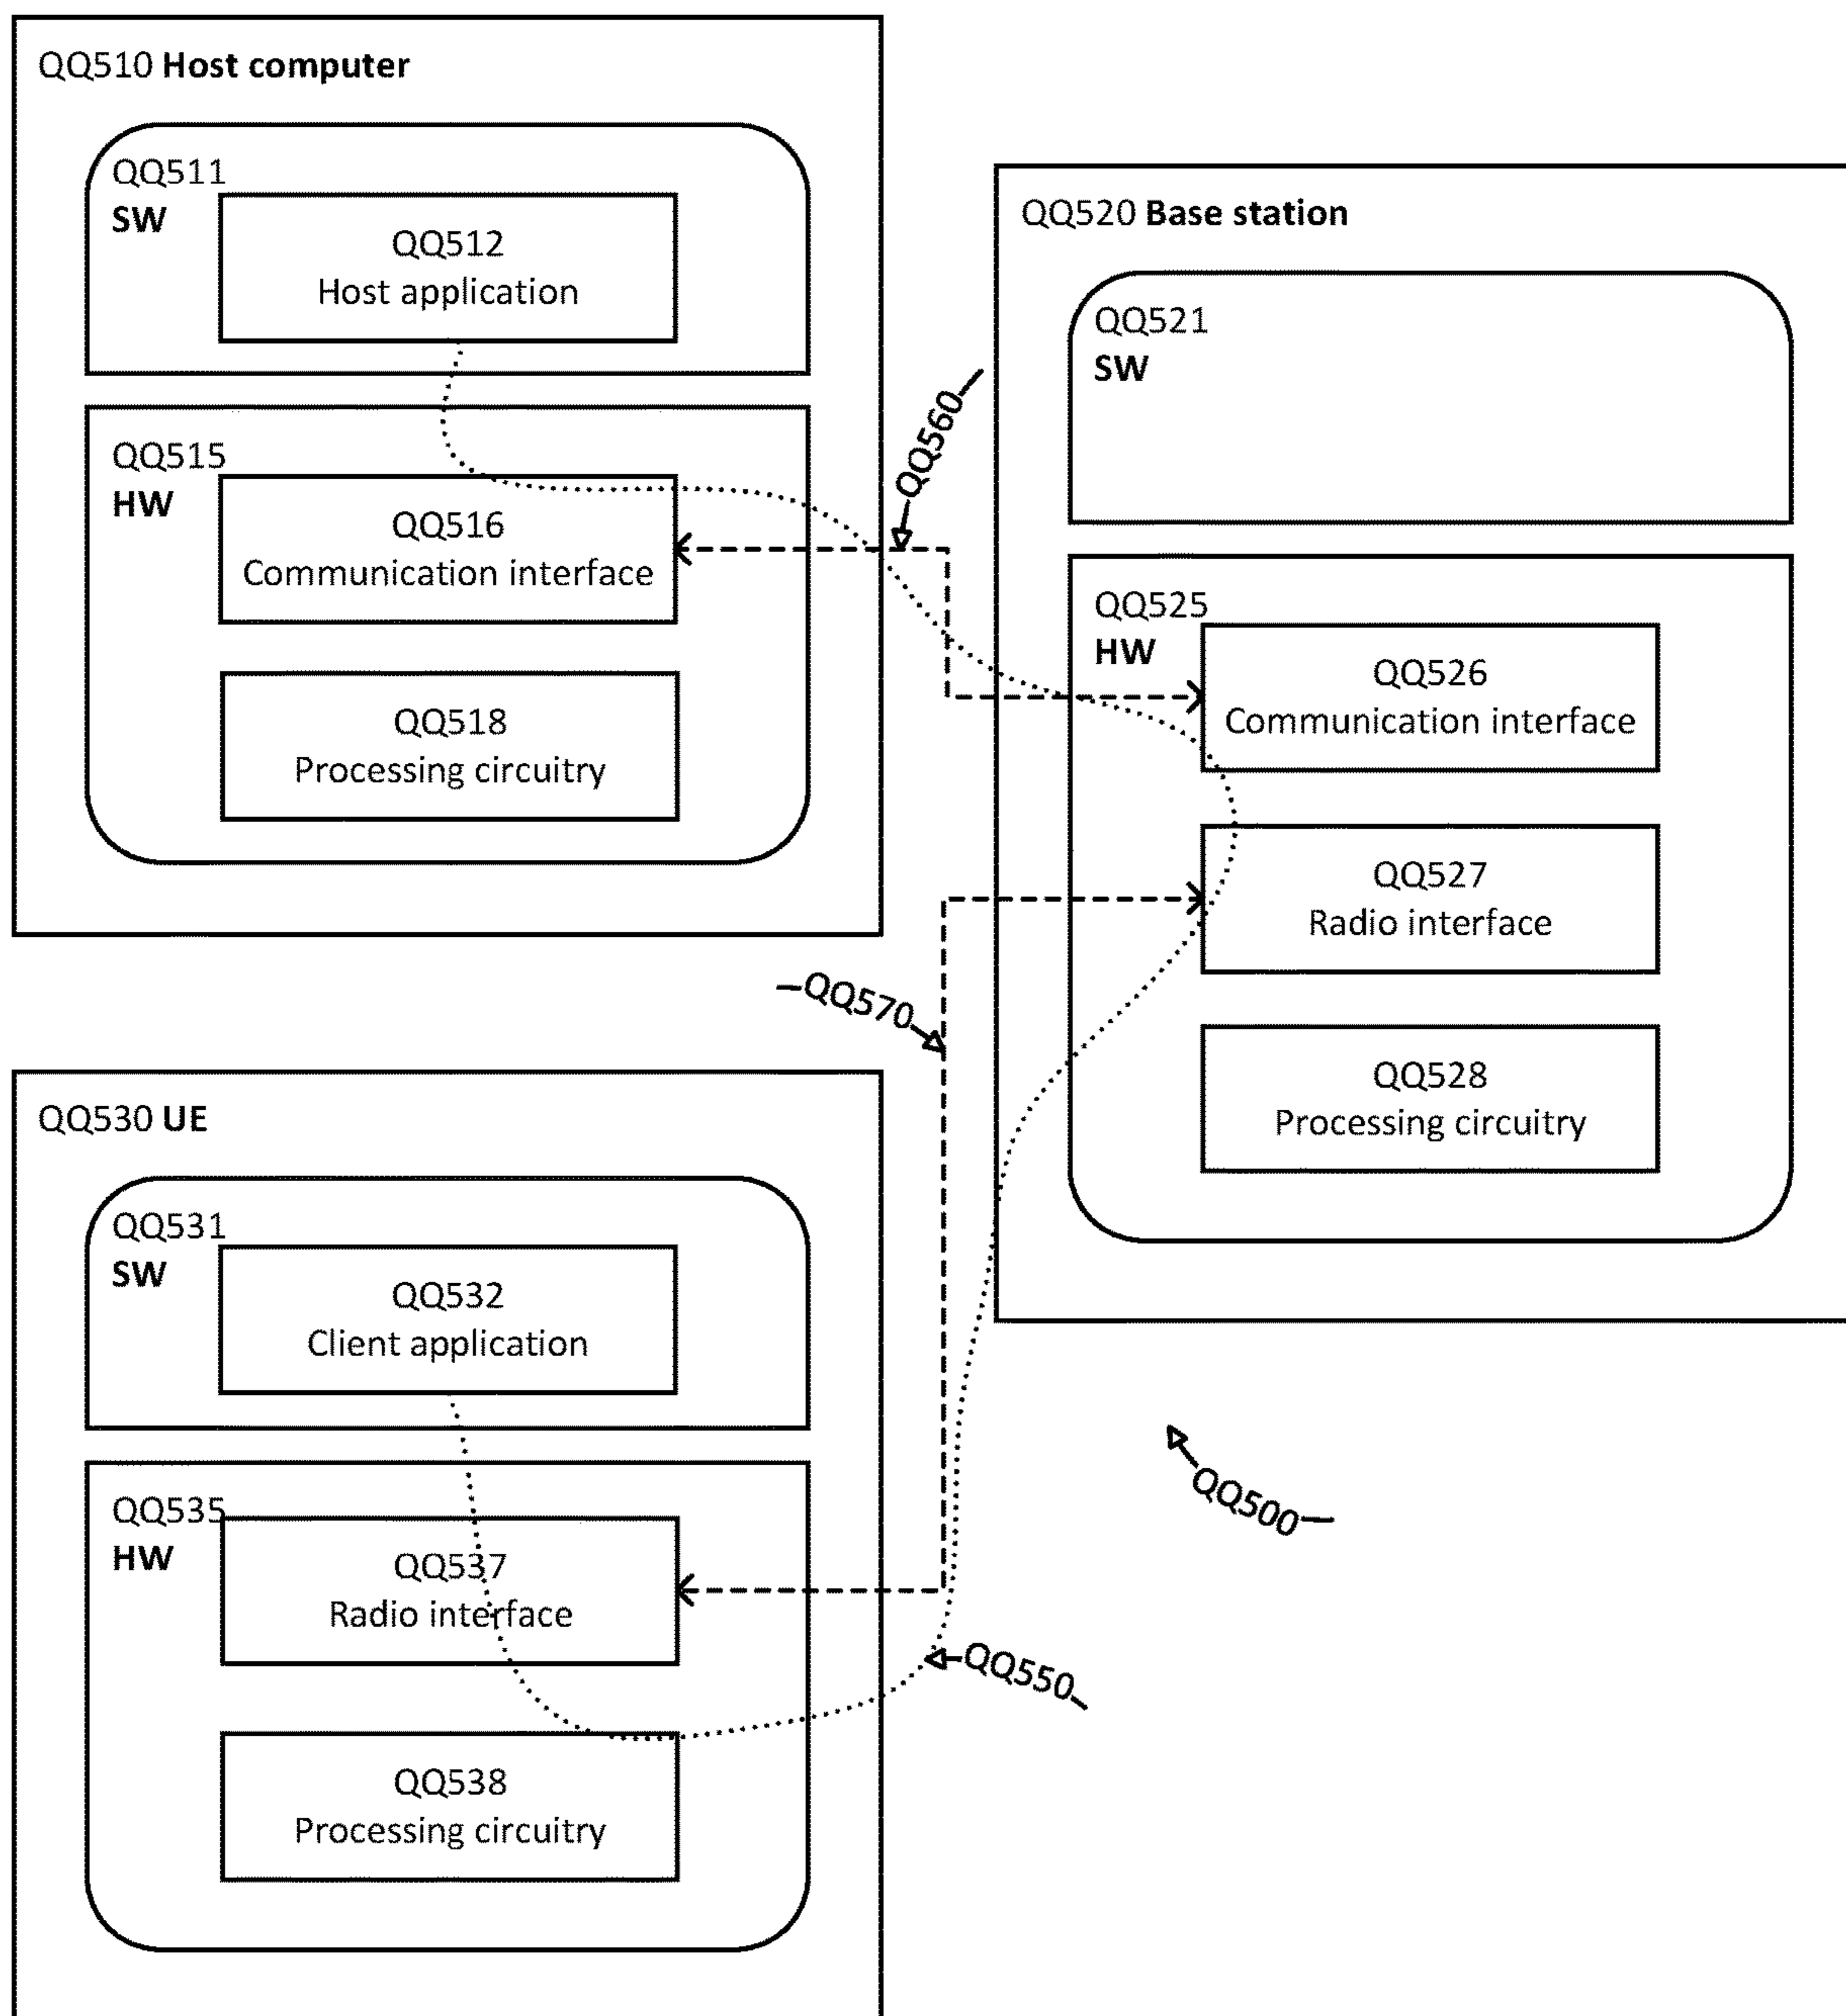 QQ510 Host computer
QQ511
SW
QQ512
Host application
QQ515
HW
QQ516
Communication interface
QQ518
Processing circuitry
QQ560
QQ520 Base station
QQ521
SW
QQ525
HW
QQ526
Communication interface
QQ527
Radio interface
QQ528
Processing circuitry
QQ570
QQ530 UE
QQ531
SW
QQ532
Client application
QQ535
HW
QQ537
Radio interface
QQ538
Processing circuitry
QQ500
QQ550